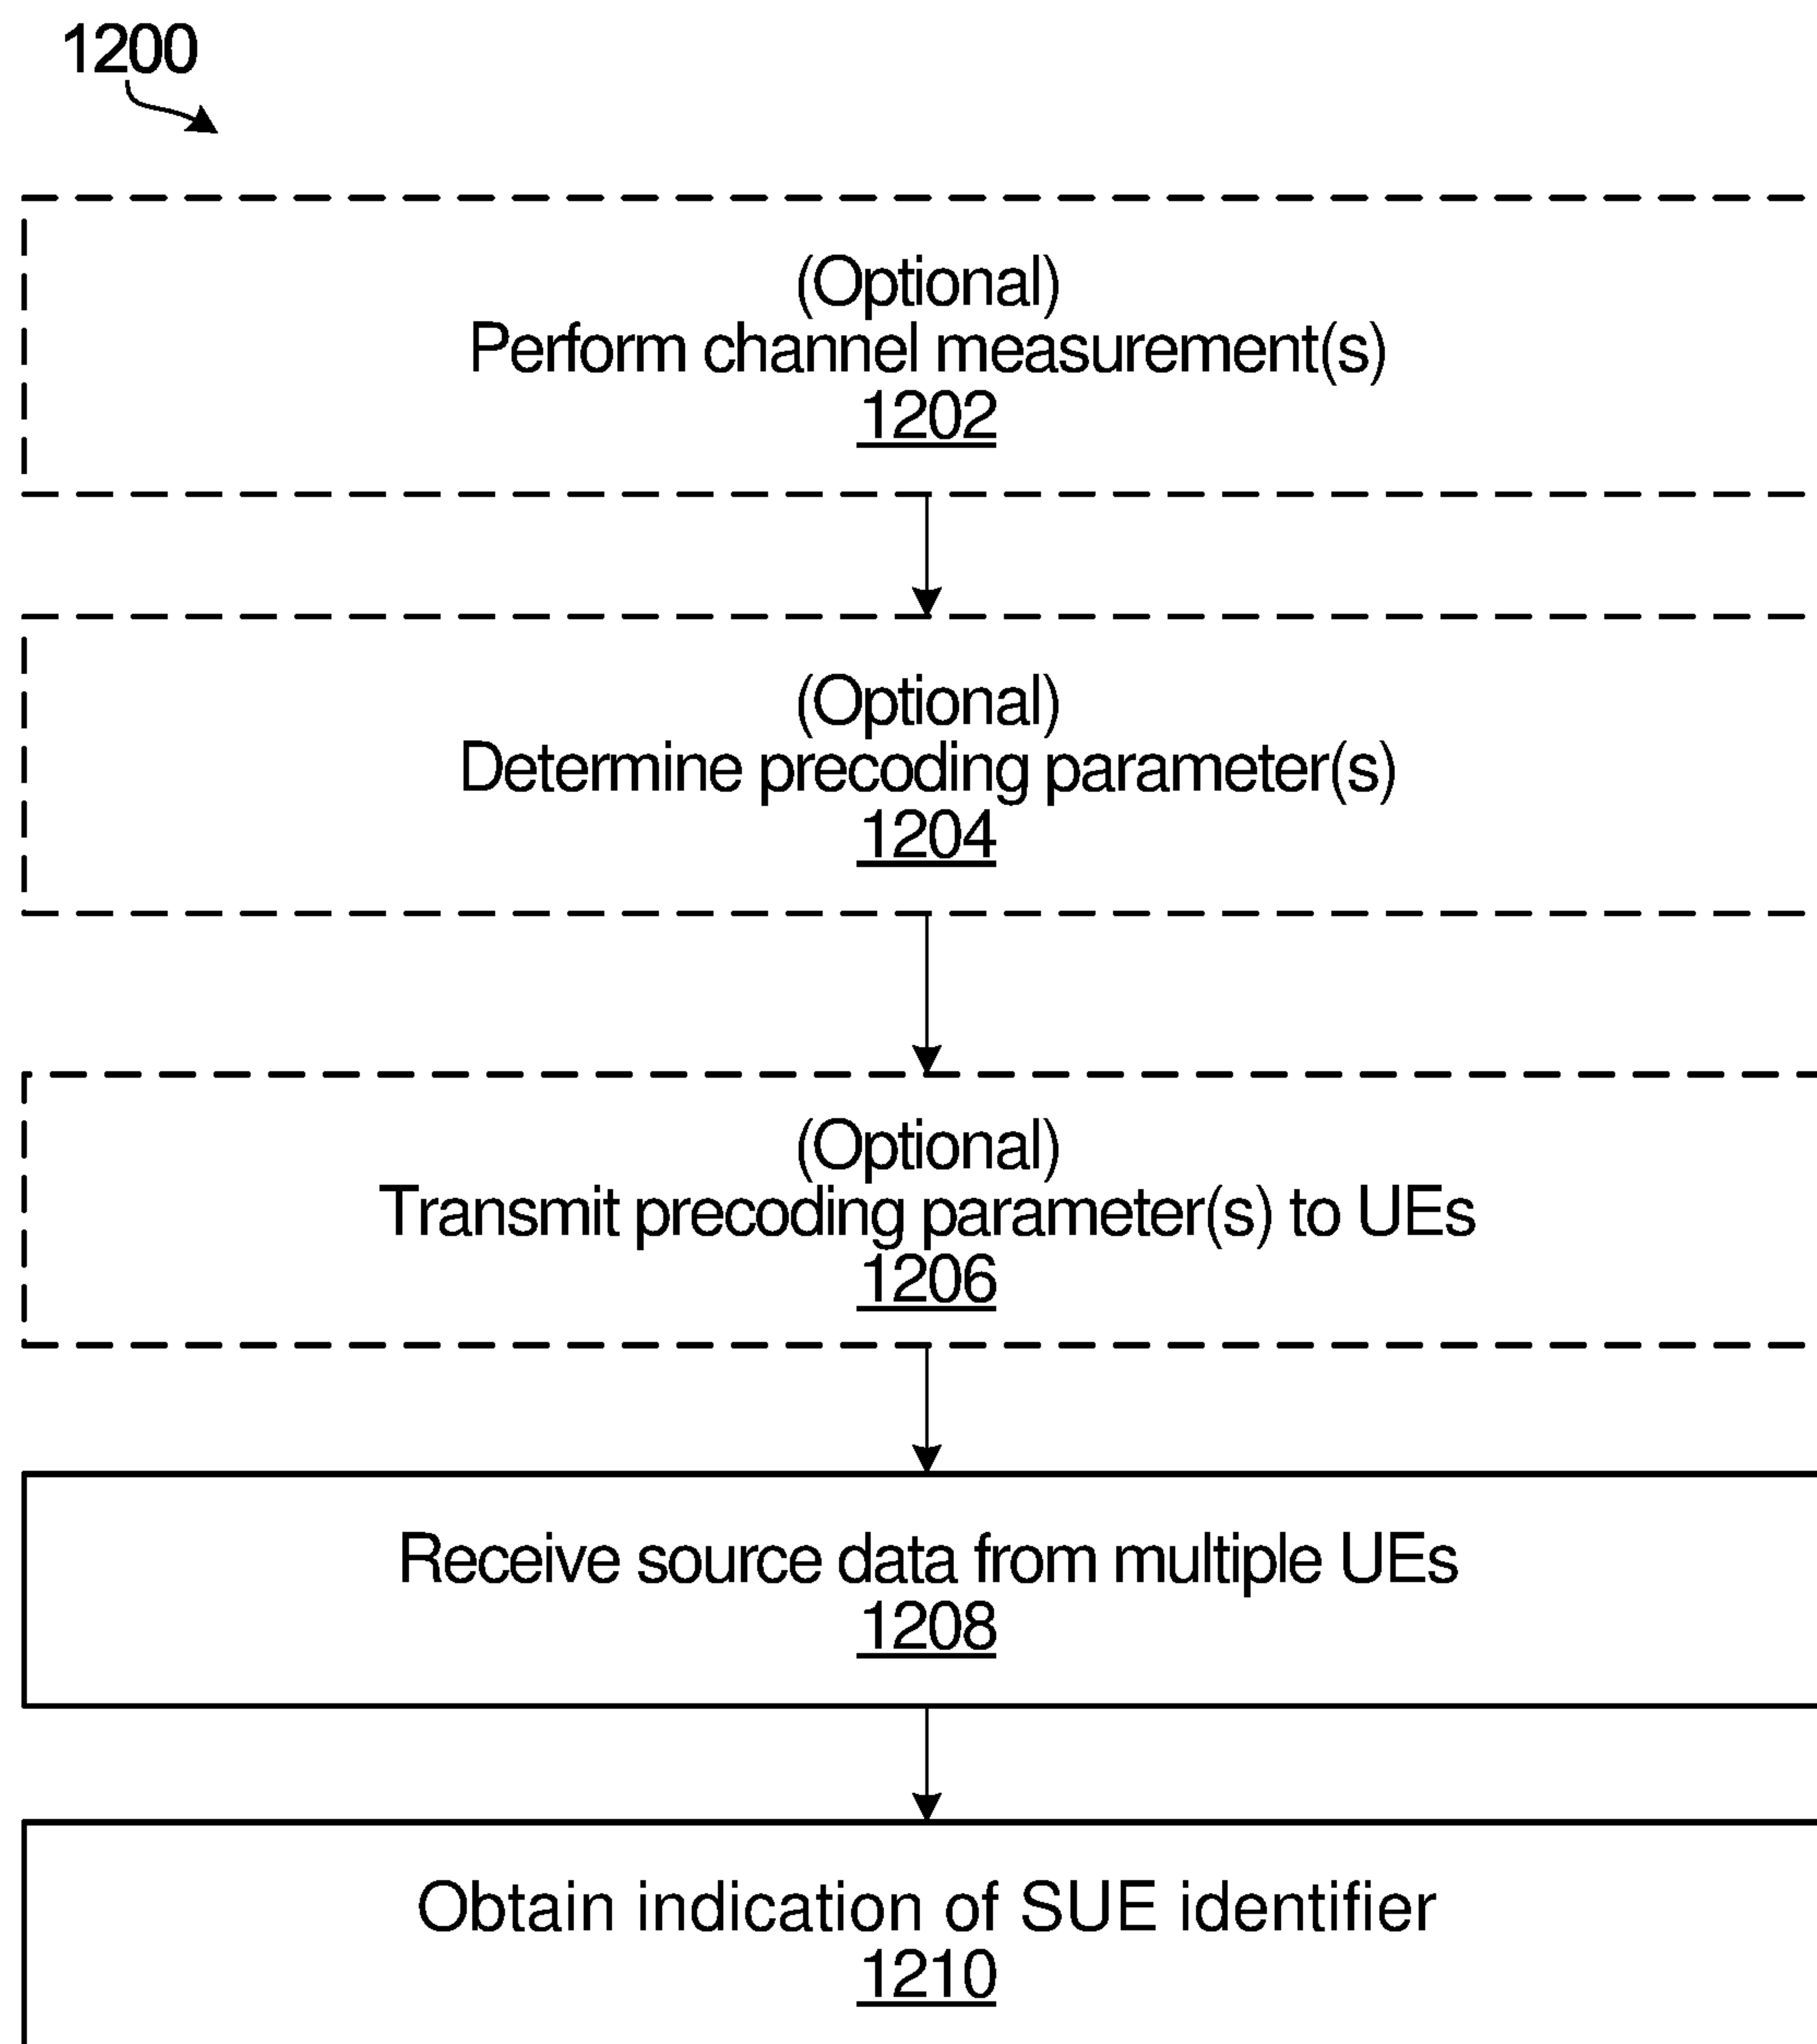 1200
(Optional)
Perform channel measurement(s)
1202
(Optional)
Determine precoding parameter(s)
1204
(Optional)
Transmit precoding parameter(s) to UEs
1206
Receive source data from multiple UEs
1208
Obtain indication of SUE identifier
1210